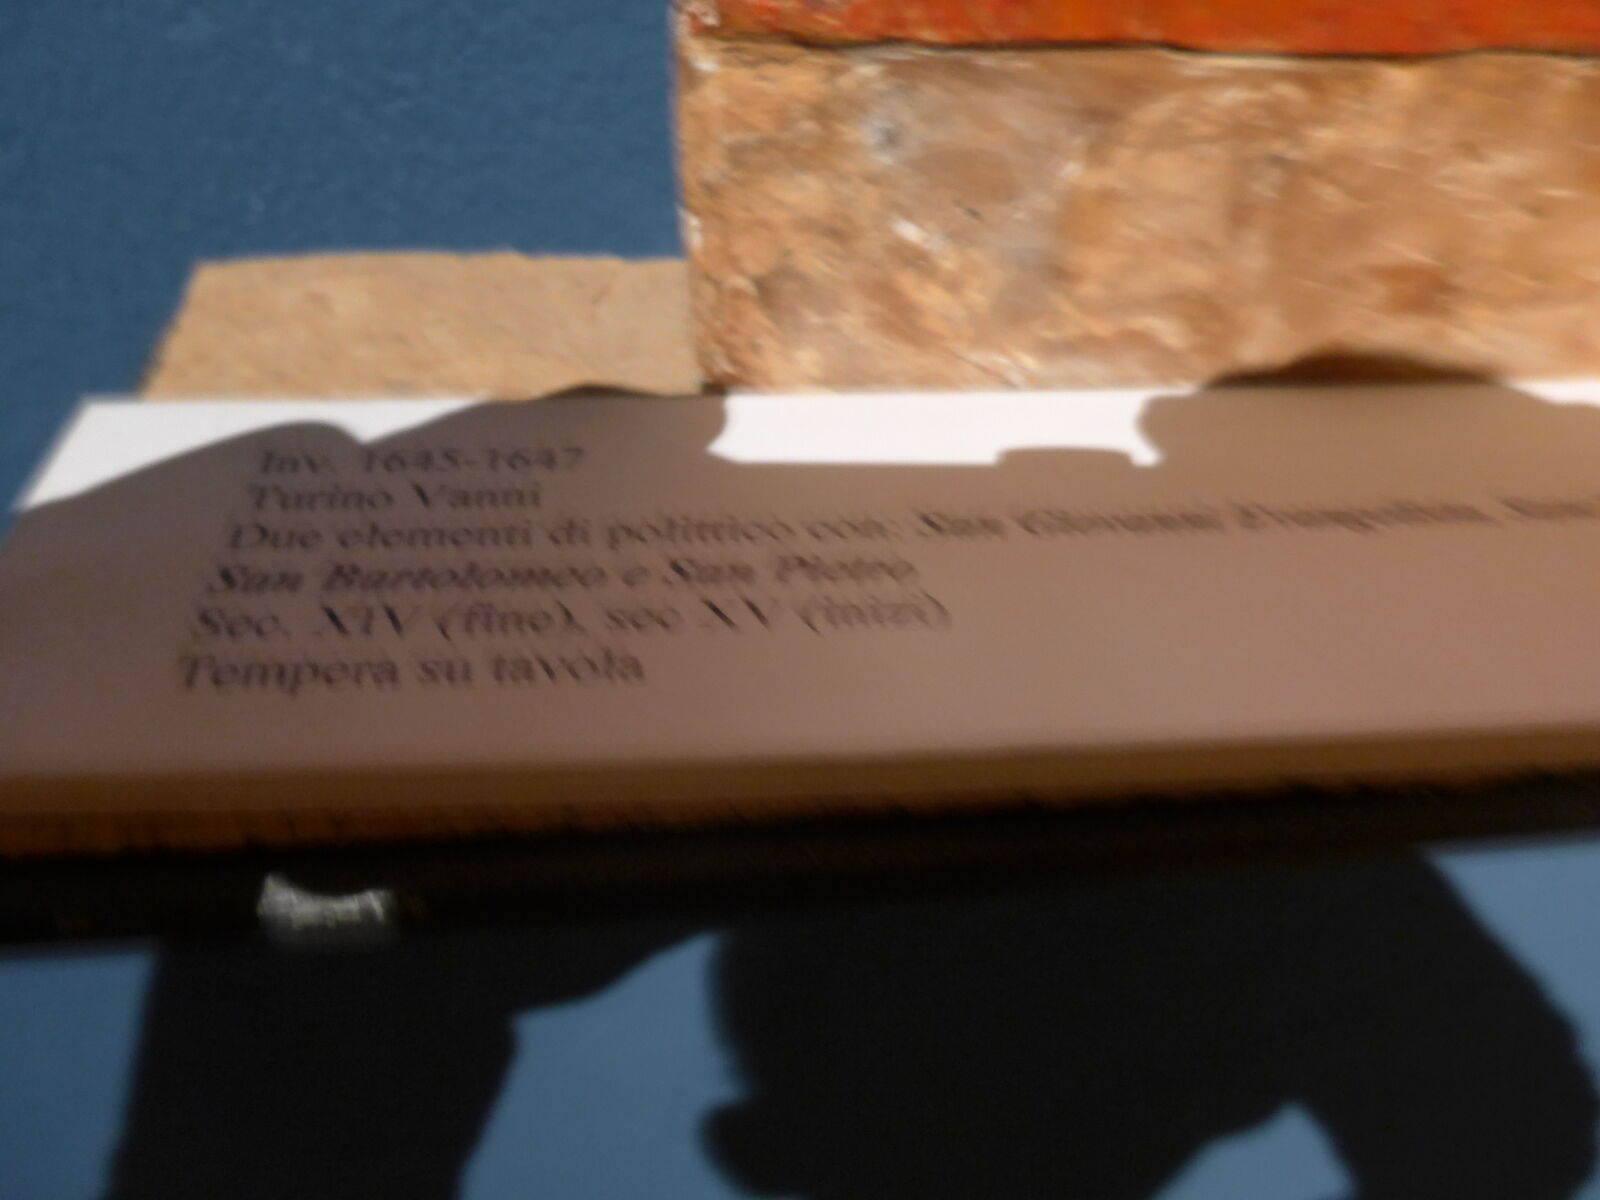 Inv. 1645-1647
Turino Vanni
Due elementi di polittico con: San Giovanni Evangelista,
San Bartolomeo e San Pietro
Sec. XIV (fine), sec XV (inizi)
Tempera su tavola